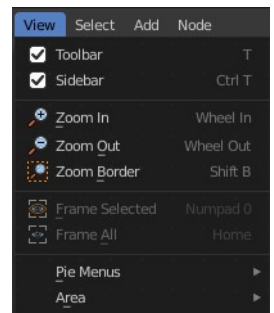 View Select Add Node
Toolbar T
Sidebar Ctrl T
Zoom In Wheel In
Zoom Out Wheel Out
Zoom Border Shift B
Frame Selected Numpad 0
Frame All Home
Pie Menus
Area